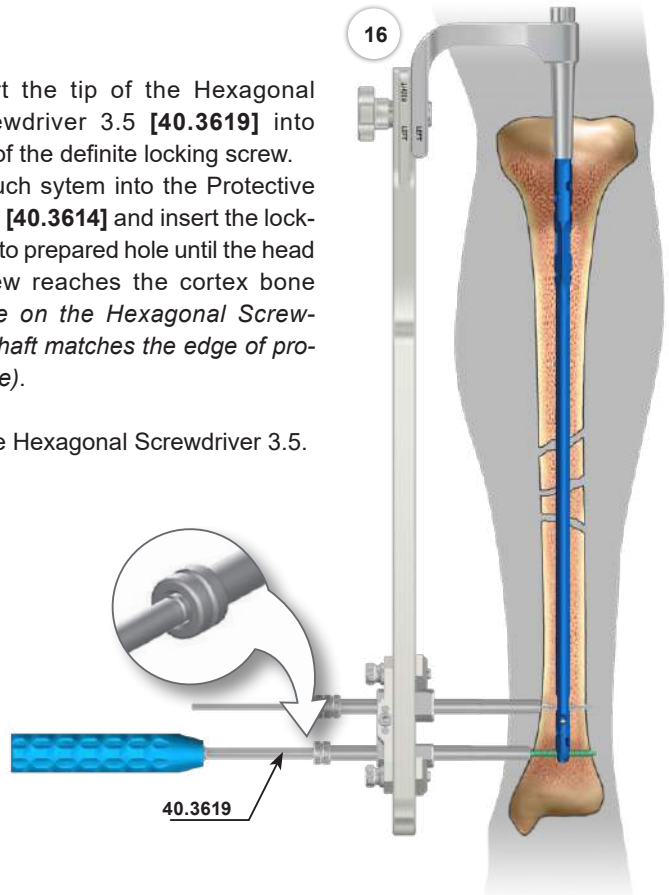 16
rt the tip of the Hexagonal
ewdriver 3.5 [40.3619] into
of the definite locking screw.
uch sytem into the Protective
[40.3614] and insert the lock-
to prepared hole until the head
ew reaches the cortex bone
e on the Hexagonal Screw-
haft matches the edge of pro-
e).
e Hexagonal Screwdriver 3.5.
LEFT
40.3619